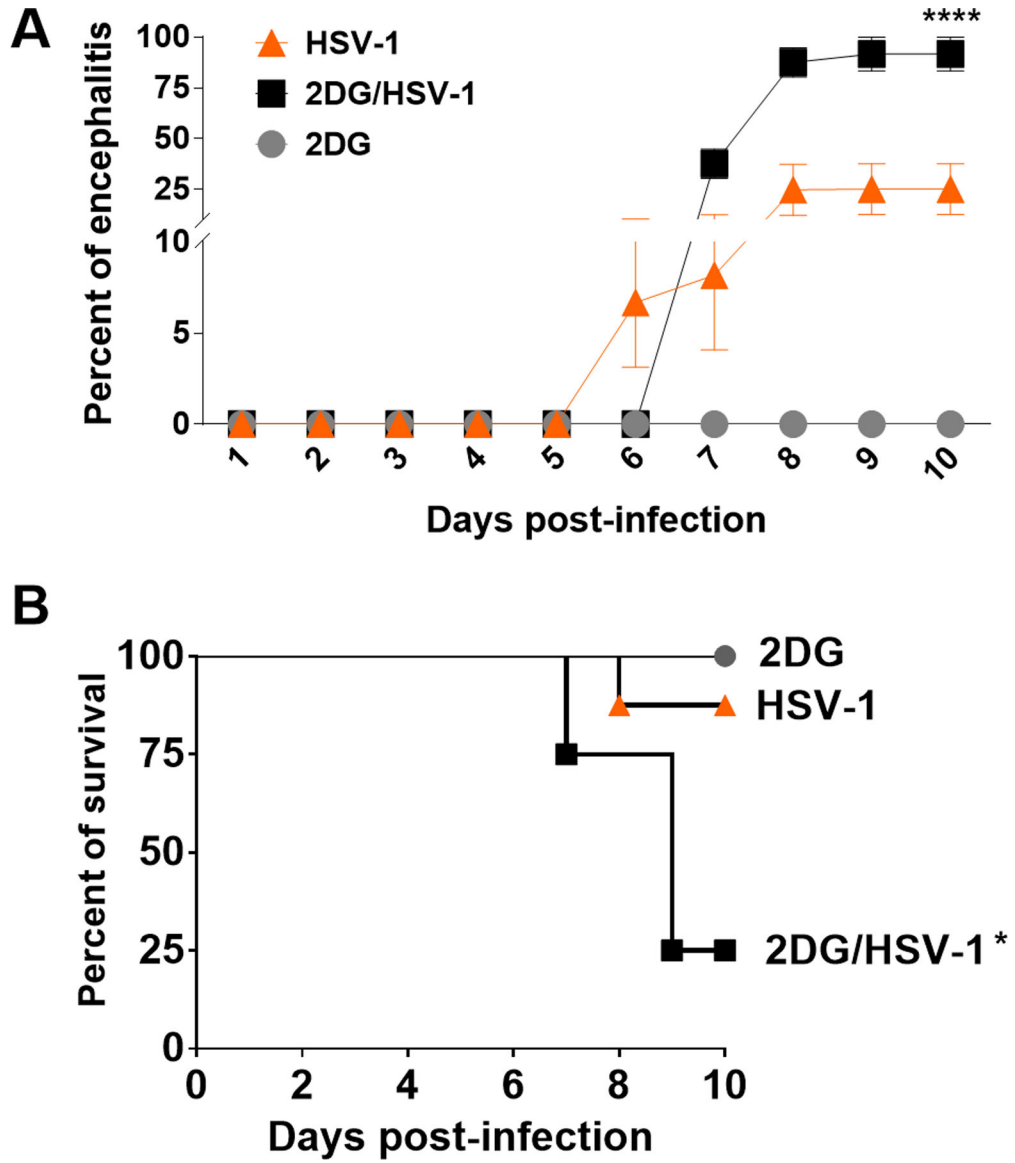 A
****
Percent of encephalitis
100
75
50
25
10
5
0
HSV-1
2DG/HSV-1
2DG
1 2 3 4 5 6 7 8 9 10
Days post-infection
B
Percent of survival
100
75
50
25
0
2DG
HSV-1
2DG/HSV-1 *
0 2 4 6 8 10
Days post-infection